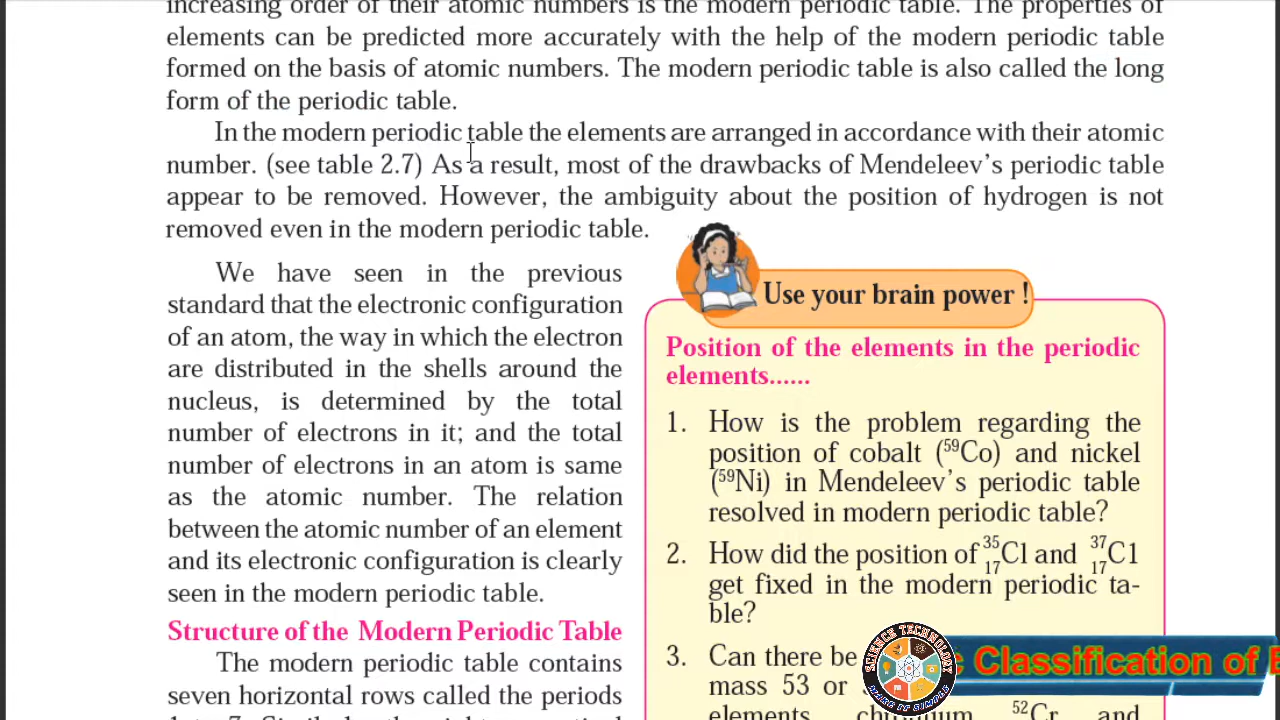 increasing order of their atomic numbers is the modern periodic table. The properties of
elements can be predicted more accurately with the help of the modern periodic table
formed on the basis of atomic numbers. The modern periodic table is also called the long
form of the periodic table.
In the modern periodic table the elements are arranged in accordance with their atomic
number. (see table 2.7) As a result, most of the drawbacks of Mendeleev's periodic table
appear to be removed. However, the ambiguity about the position of hydrogen is not
removed even in the modern periodic table.
We have seen in the previous
standard that the electronic configuration
of an atom, the way in which the electron
are distributed in the shells around the
nucleus, is determined by the total
number of electrons in it; and the total
number of electrons in an atom is same
as the atomic number. The relation
between the atomic number of an element
and its electronic configuration is clearly
seen in the modern periodic table.
Structure of the Modern Periodic Table
The modern periodic table contains
seven horizontal rows called the periods
Use your brain power !
Position of the elements in the periodic
elements......
1. How is the problem regarding the
position of cobalt (⁵⁹Co) and nickel
(⁵⁹Ni) in Mendeleev's periodic table
resolved in modern periodic table?
2. How did the position of ³⁵₁₇Cl and ³⁷₁₇C1
get fixed in the modern periodic ta-
ble?
3. Can there be
mass 53 or
elements, ⁵²Cr and
SCIENCE TECHNOLOGY
MAKE IT SIMPLE
c Classification of